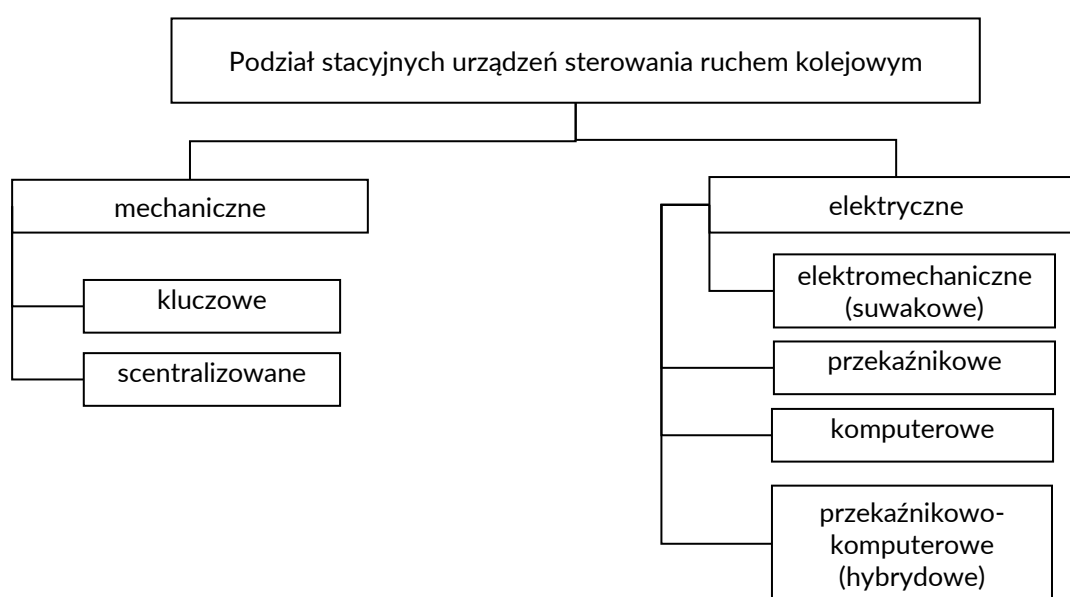 Podział stacyjnych urządzeń sterowania ruchem kolejowym
mechaniczne
kluczowe
scentralizowane
elektryczne
elektromechaniczne
(suwakowe)
przekaźnikowe
komputerowe
przekaźnikowo-
komputerowe
(hybrydowe)